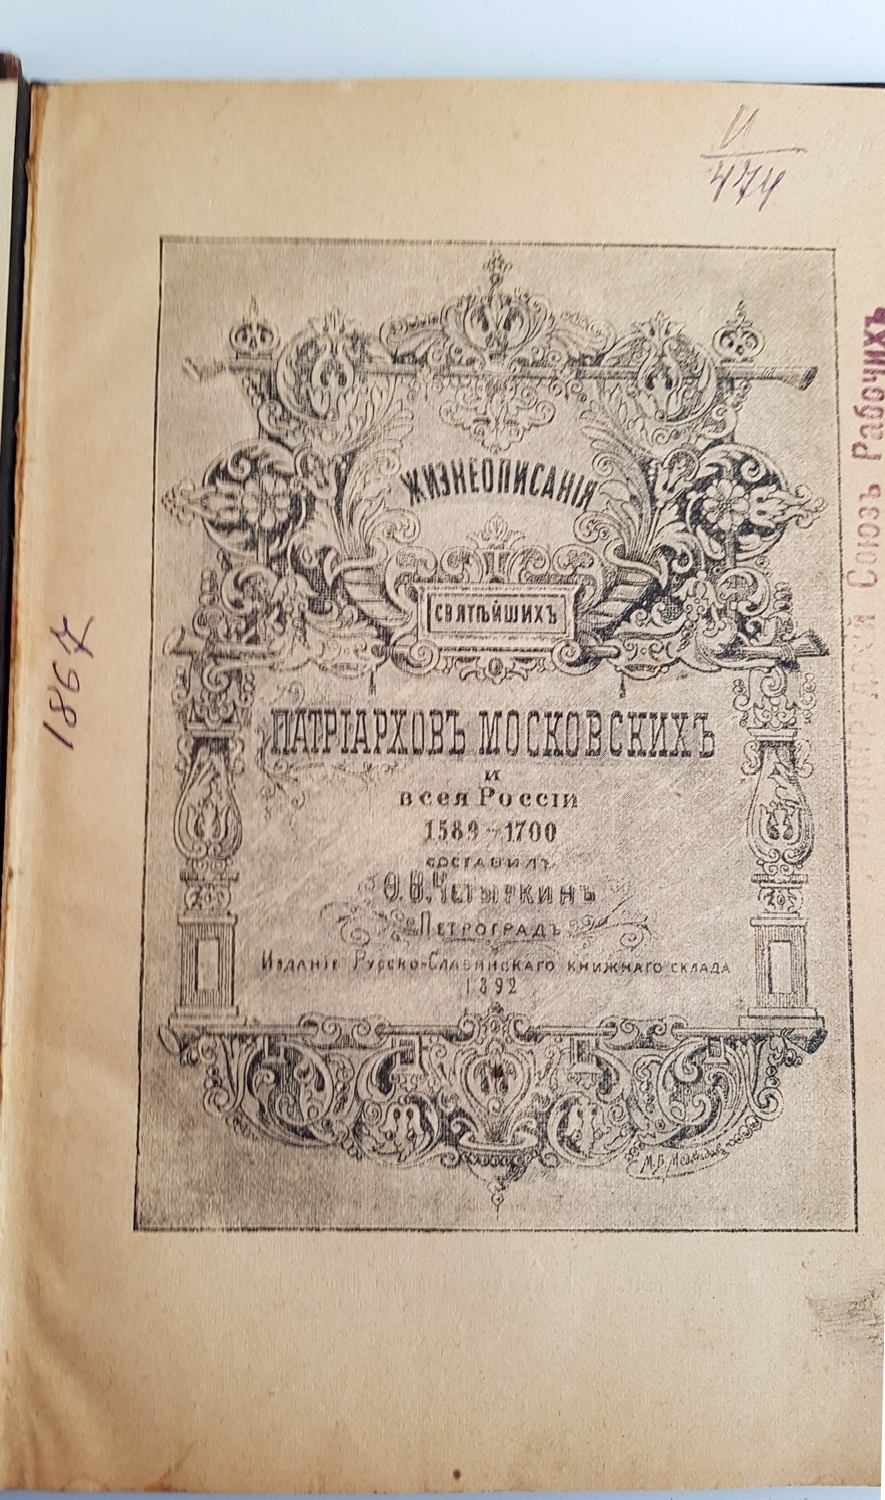 И
474
ЖИЗНЕОПИСАНІЯ
СВЯТѢЙШИХЪ
ПАТРІАРХОВЪ МОСКОВСКИХЪ
и
всея Россіи
1589–1700
составилъ
Ѳ. В. Четыркинъ
Петроградъ
Изданіе Русско-Славянскаго книжнаго склада
1892
1867
Союзъ Рабочихъ